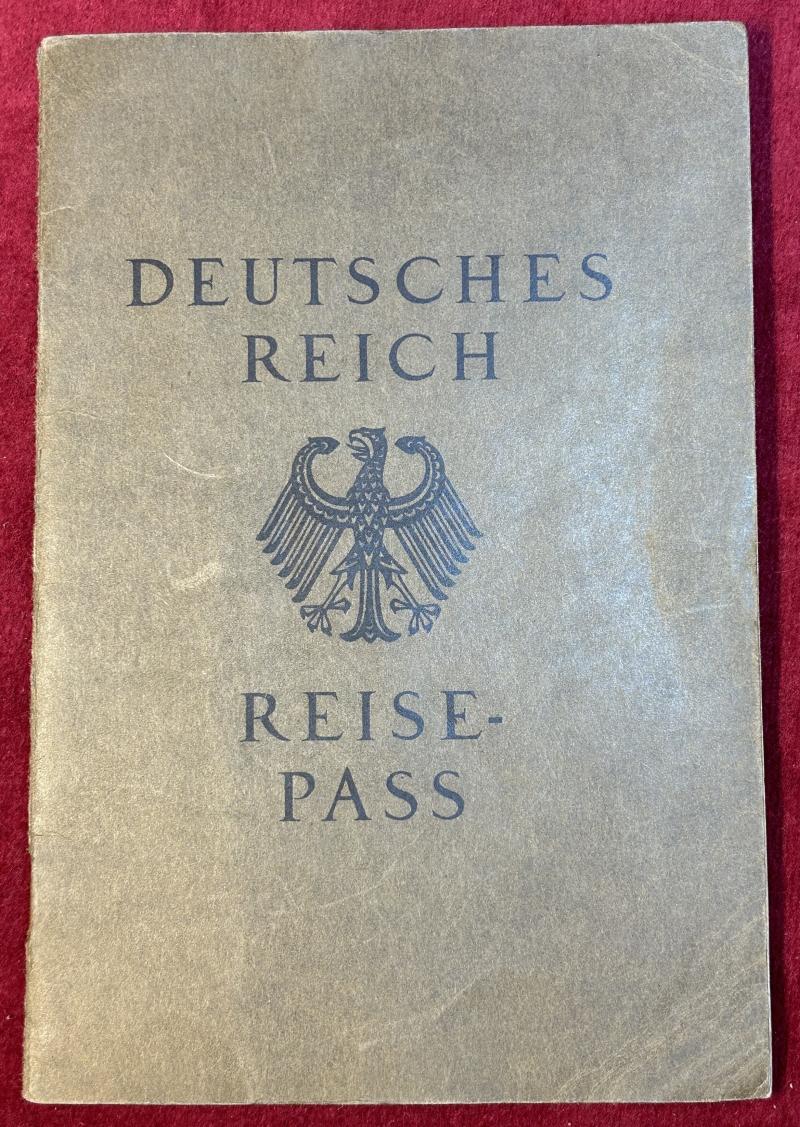 DEUTSCHES
REICH
REISE-
PASS